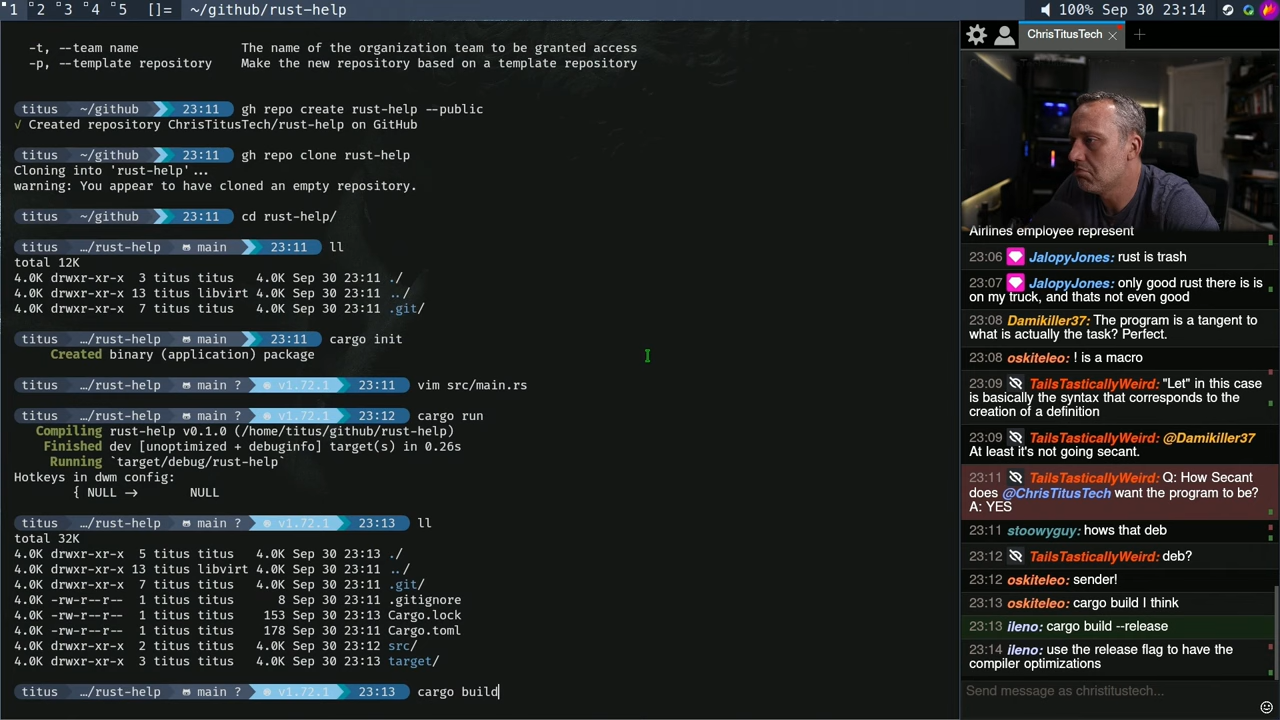 1 2 3 4 5 []= ~/github/rust-help 100% Sep 30 23:14
-t, --team name The name of the organization team to be granted access
-p, --template repository Make the new repository based on a template repository
titus ~/github 23:11 gh repo create rust-help --public
✓ Created repository ChrisTitusTech/rust-help on GitHub
titus ~/github 23:11 gh repo clone rust-help
Cloning into 'rust-help'...
warning: You appear to have cloned an empty repository.
titus ~/github 23:11 cd rust-help/
titus …/rust-help main 23:11 ll
total 12K
4.0K drwxr-xr-x 3 titus titus 4.0K Sep 30 23:11 ./
4.0K drwxr-xr-x 13 titus libvirt 4.0K Sep 30 23:11 ../
4.0K drwxr-xr-x 7 titus titus 4.0K Sep 30 23:11 .git/
titus …/rust-help main 23:11 cargo init
Created binary (application) package
titus …/rust-help main ? v1.72.1 23:11 vim src/main.rs
titus …/rust-help main ? v1.72.1 23:12 cargo run
Compiling rust-help v0.1.0 (/home/titus/github/rust-help)
Finished dev [unoptimized + debuginfo] target(s) in 0.26s
Running `target/debug/rust-help`
Hotkeys in dwm config:
{ NULL -> NULL
titus …/rust-help main ? v1.72.1 23:13 ll
total 32K
4.0K drwxr-xr-x 5 titus titus 4.0K Sep 30 23:13 ./
4.0K drwxr-xr-x 13 titus libvirt 4.0K Sep 30 23:11 ../
4.0K drwxr-xr-x 7 titus titus 4.0K Sep 30 23:11 .git/
4.0K -rw-r--r-- 1 titus titus 8 Sep 30 23:11 .gitignore
4.0K -rw-r--r-- 1 titus titus 153 Sep 30 23:13 Cargo.lock
4.0K -rw-r--r-- 1 titus titus 178 Sep 30 23:11 Cargo.toml
4.0K drwxr-xr-x 2 titus titus 4.0K Sep 30 23:12 src/
4.0K drwxr-xr-x 3 titus titus 4.0K Sep 30 23:13 target/
titus …/rust-help main ? v1.72.1 23:13 cargo build
ChrisTitusTech
Airlines employee represent
23:06 JalopyJones: rust is trash
23:07 JalopyJones: only good rust there is is
on my truck, and thats not even good
23:08 Damikiller37: The program is a tangent to
what is actually the task? Perfect.
23:08 oskiteleo: ! is a macro
23:09 TailsTasticallyWeird: "Let" in this case
is basically the syntax that corresponds to the
creation of a definition
23:09 TailsTasticallyWeird: @Damikiller37
At least it's not going secant.
23:11 TailsTasticallyWeird: Q: How Secant
does @ChrisTitusTech want the program to be?
A: YES
23:11 stoowyguy: hows that deb
23:12 TailsTasticallyWeird: deb?
23:12 oskiteleo: sender!
23:13 oskiteleo: cargo build I think
23:13 ileno: cargo build --release
23:14 ileno: use the release flag to have the
compiler optimizations
Send message as christitustech...